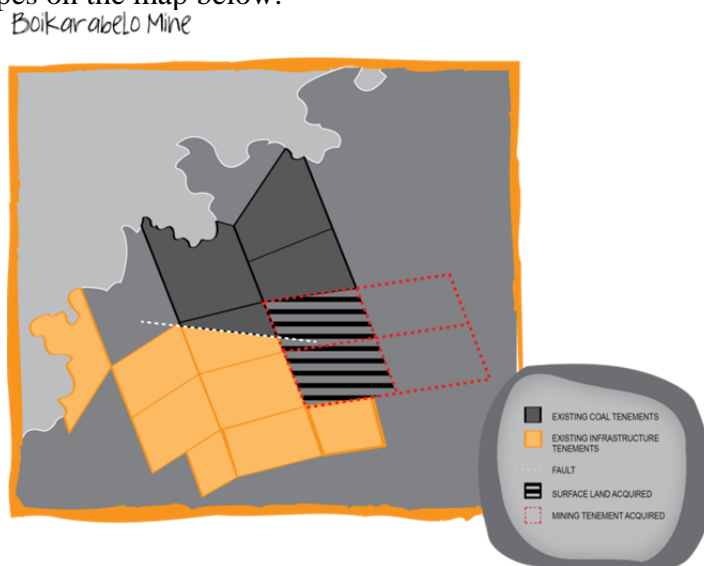 pes on the map below.
Boikarabelo Mine
EXISTING COAL TENEMENTS
EXISTING INFRASTRUCTURE
TENEMENTS
FAULT
SURFACE LAND ACQUIRED
MINING TENEMENT ACQUIRED